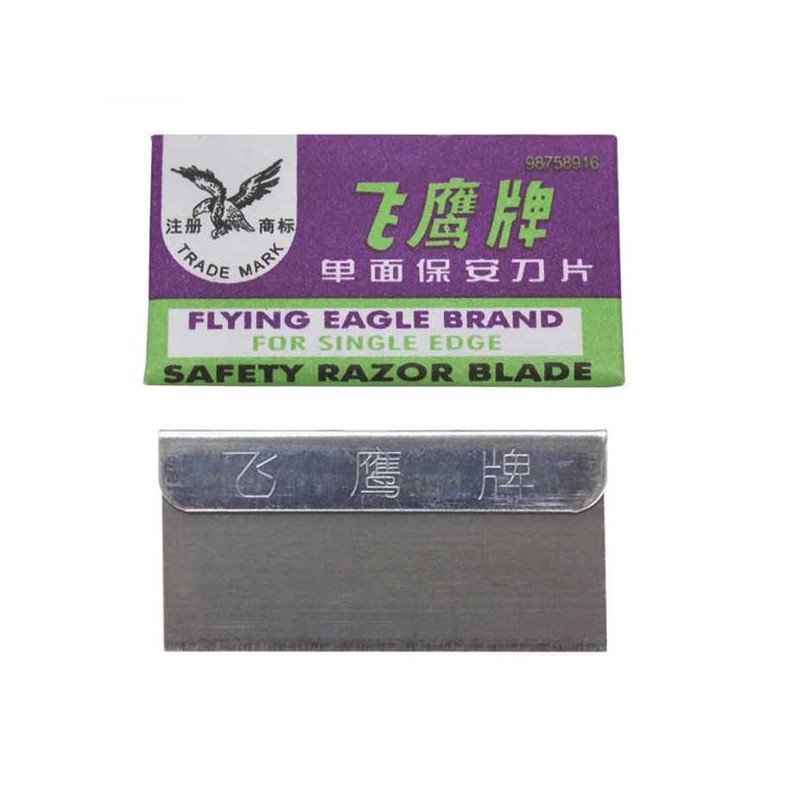 98758916
注册 商标
TRADE MARK
飞鹰牌
单面保安刀片
FLYING EAGLE BRAND
FOR SINGLE EDGE
SAFETY RAZOR BLADE
飞鹰牌